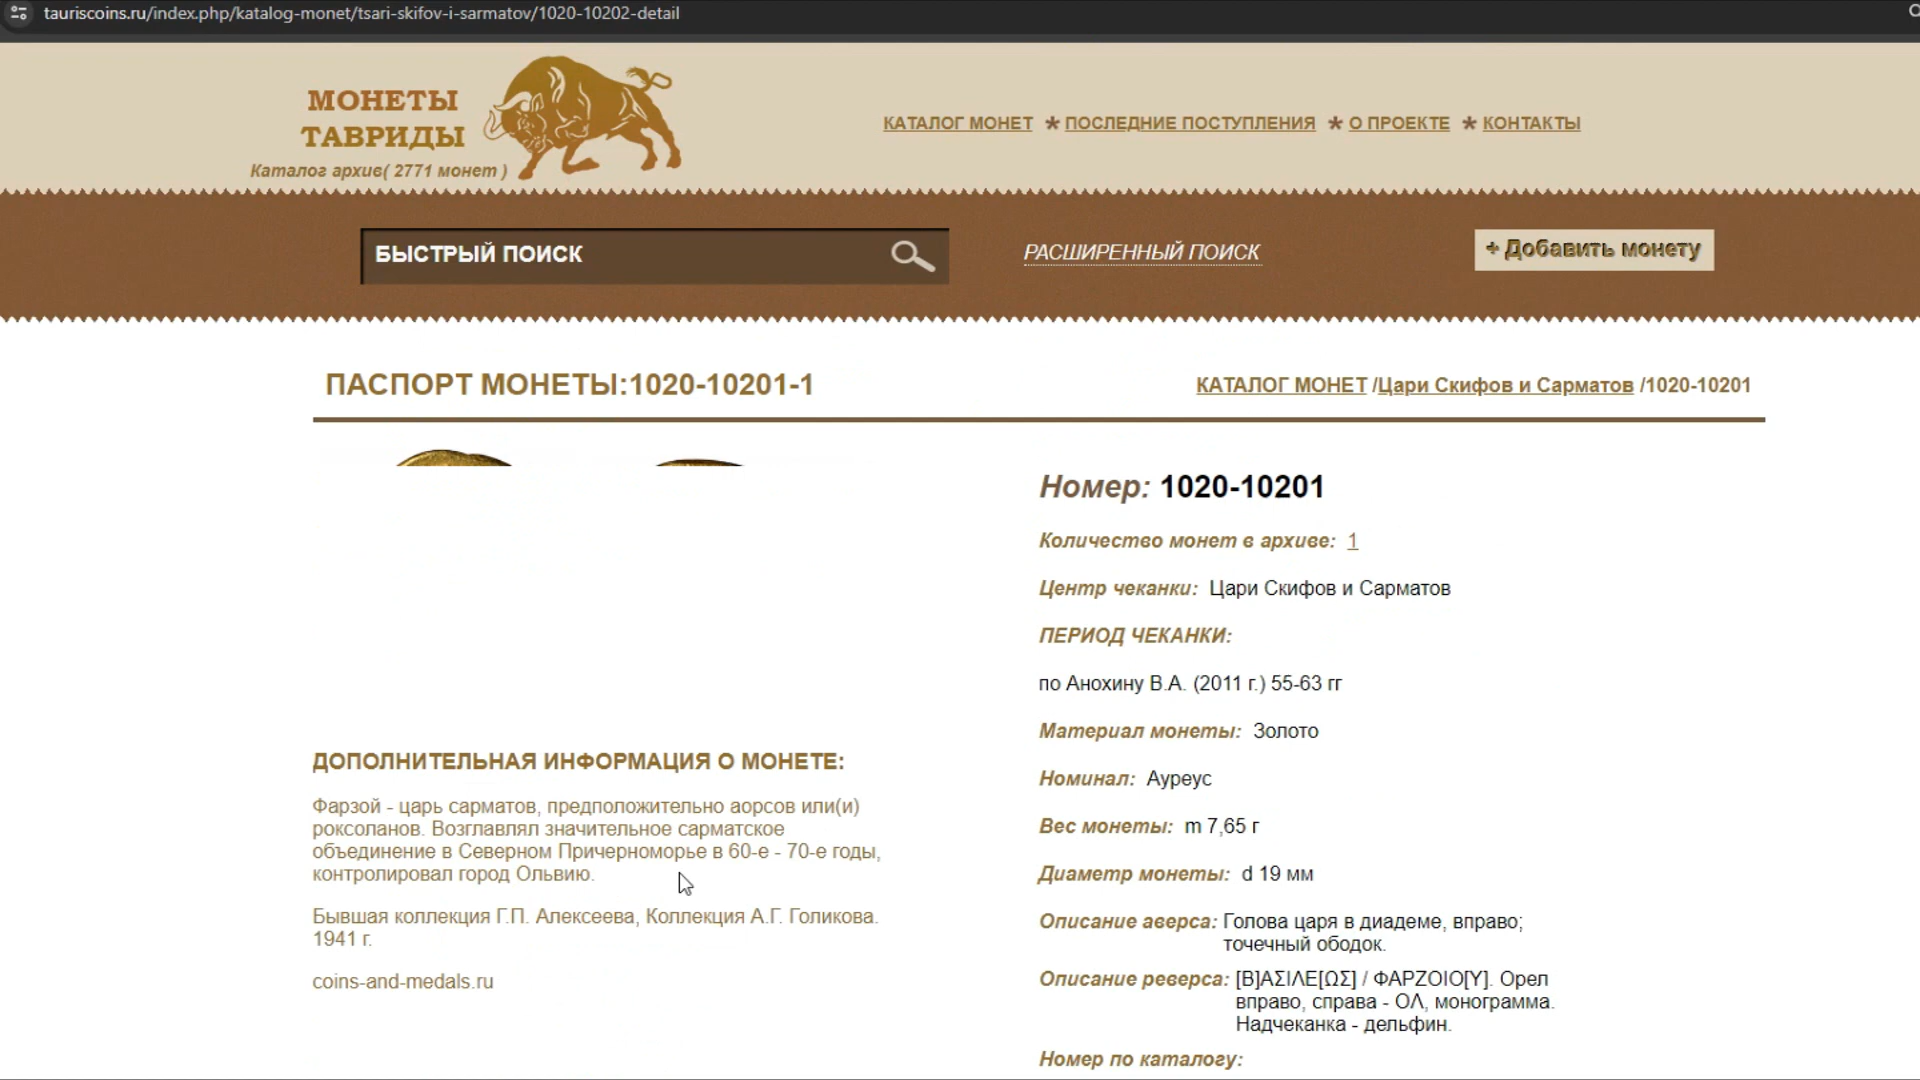 tauriscoins.ru/index.php/katalog-monet/tsari-skifov-i-sarmatov/1020-10202-detail
МОНЕТЫ
ТАВРИДЫ
Каталог архив( 2771 монет )
КАТАЛОГ МОНЕТ * ПОСЛЕДНИЕ ПОСТУПЛЕНИЯ * О ПРОЕКТЕ * КОНТАКТЫ
БЫСТРЫЙ ПОИСК
РАСШИРЕННЫЙ ПОИСК
+ Добавить монету
ПАСПОРТ МОНЕТЫ:1020-10201-1
КАТАЛОГ МОНЕТ /Цари Скифов и Сарматов /1020-10201
Номер: 1020-10201
Количество монет в архиве: 1
Центр чеканки: Цари Скифов и Сарматов
ПЕРИОД ЧЕКАНКИ:
по Анохину В.А. (2011 г.) 55-63 гг
Материал монеты: Золото
Номинал: Ауреус
Вес монеты: m 7,65 г
Диаметр монеты: d 19 мм
Описание аверса: Голова царя в диадеме, вправо;
точечный ободок.
Описание реверса: [Β]ΑΣΙΛΕ[ΩΣ] / ΦΑΡΖΟΙΟ[Υ]. Орел
вправо, справа - ΟΛ, монограмма.
Надчеканка - дельфин.
Номер по каталогу:
ДОПОЛНИТЕЛЬНАЯ ИНФОРМАЦИЯ О МОНЕТЕ:
Фарзой - царь сарматов, предположительно аорсов или(и)
роксоланов. Возглавлял значительное сарматское
объединение в Северном Причерноморье в 60-е - 70-е годы,
контролировал город Ольвию.
Бывшая коллекция Г.П. Алексеева, Коллекция А.Г. Голикова.
1941 г.
coins-and-medals.ru